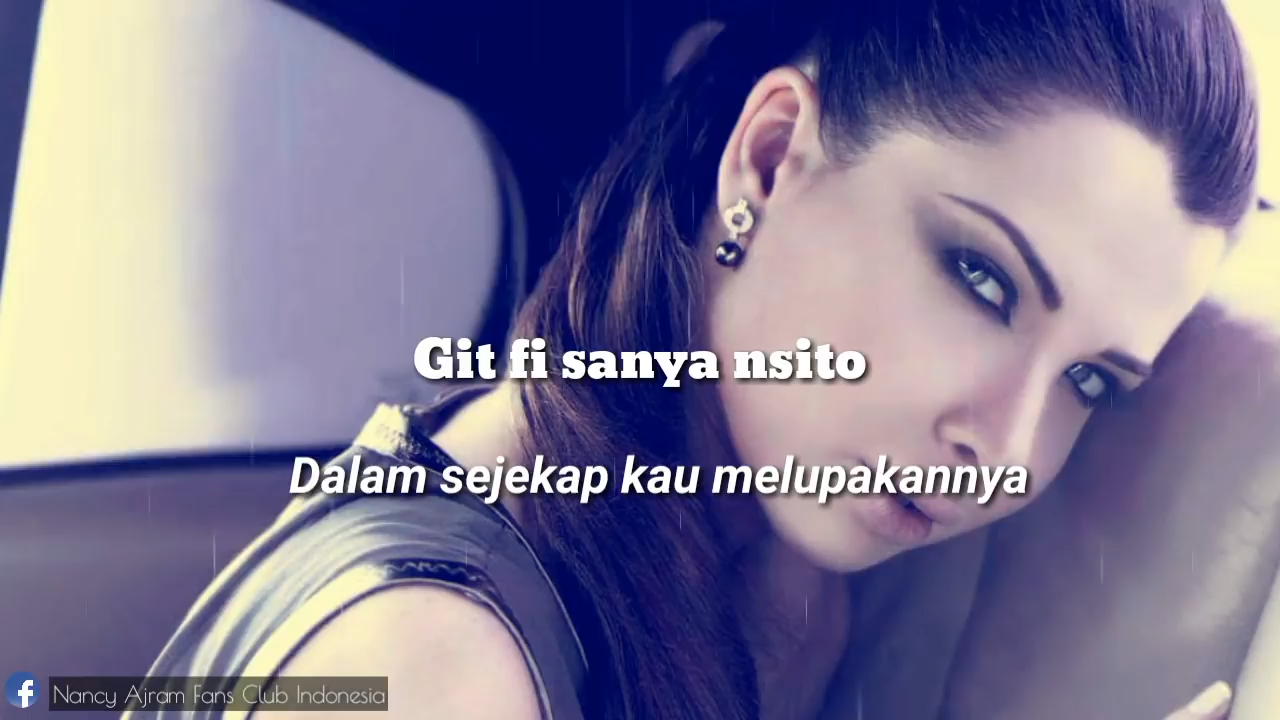 Git fi sanya nsito
Dalam sejekap kau melupakannya
Nancy Ajram Fans Club Indonesia